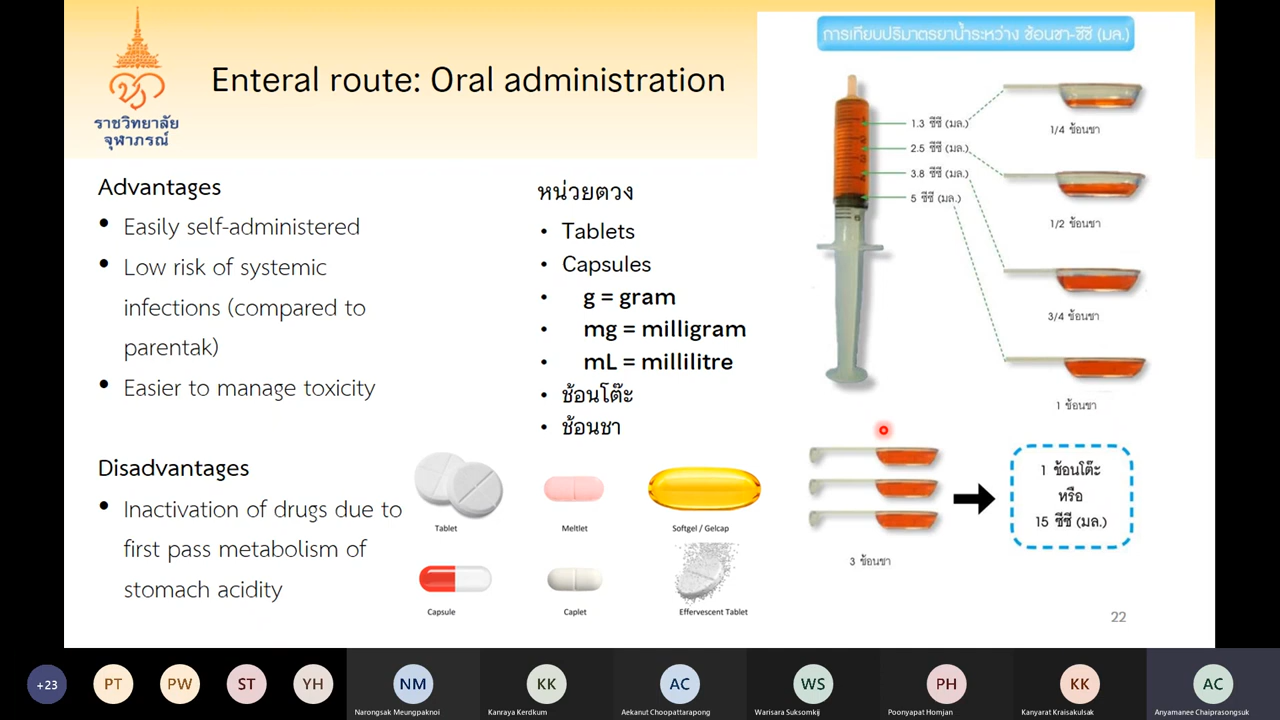 ราชวิทยาลัย
จุฬาภรณ์
Enteral route: Oral administration
Advantages
• Easily self-administered
• Low risk of systemic
infections (compared to
parentak)
• Easier to manage toxicity
Disadvantages
• Inactivation of drugs due to
first pass metabolism of
stomach acidity
หน่วยตวง
• Tablets
• Capsules
• g = gram
• mg = milligram
• mL = millilitre
• ช้อนโต๊ะ
• ช้อนชา
Tablet
Meltlet
Softgel / Gelcap
Capsule
Caplet
Effervescent Tablet
การเทียบปริมาตรยาน้ำระหว่าง ช้อนชา-ซีซี (มล.)
1.3 ซีซี (มล.)
2.5 ซีซี (มล.)
3.8 ซีซี (มล.)
5 ซีซี (มล.)
1/4 ช้อนชา
1/2 ช้อนชา
3/4 ช้อนชา
1 ช้อนชา
3 ช้อนชา
1 ช้อนโต๊ะ
หรือ
15 ซีซี (มล.)
22
+23
PT
PW
ST
YH
NM
Narongsak Meungpaknoi
KK
Kanraya Kerdkum
AC
Aekanut Choopattarapong
WS
Warisara Suksomkij
PH
Poonyapat Homjan
KK
Kanyarat Kraisakulsak
AC
Anyamanee Chaiprasongsuk